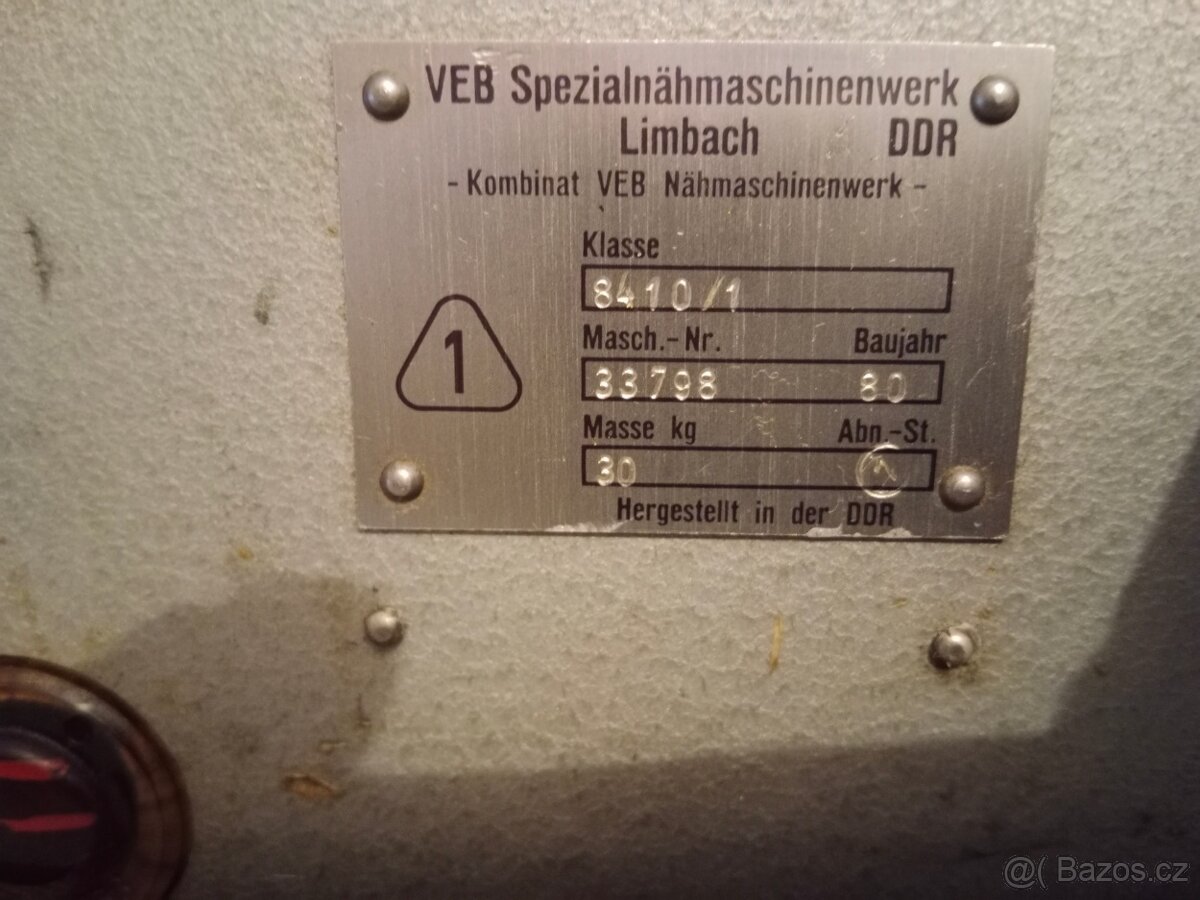 VEB Spezialnähmaschinenwerk
Limbach DDR
- Kombinat VEB Nähmaschinenwerk -
Klasse
8410/1
Masch.-Nr. Baujahr
33798 80
1
Masse kg Abn.-St.
30
Hergestellt in der DDR
@( Bazos.cz